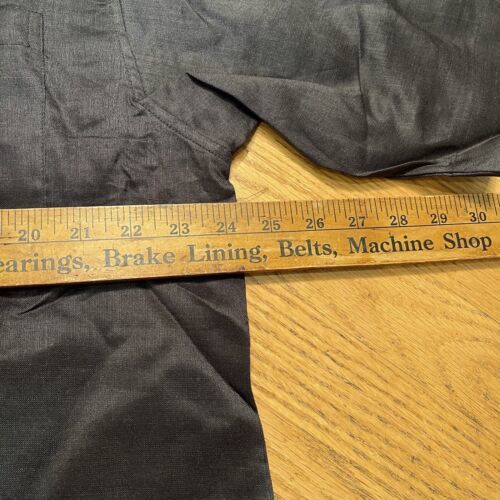 20 21 22 23 24 25 26 27 28 29 30
earings, Brake Lining, Belts, Machine Shop